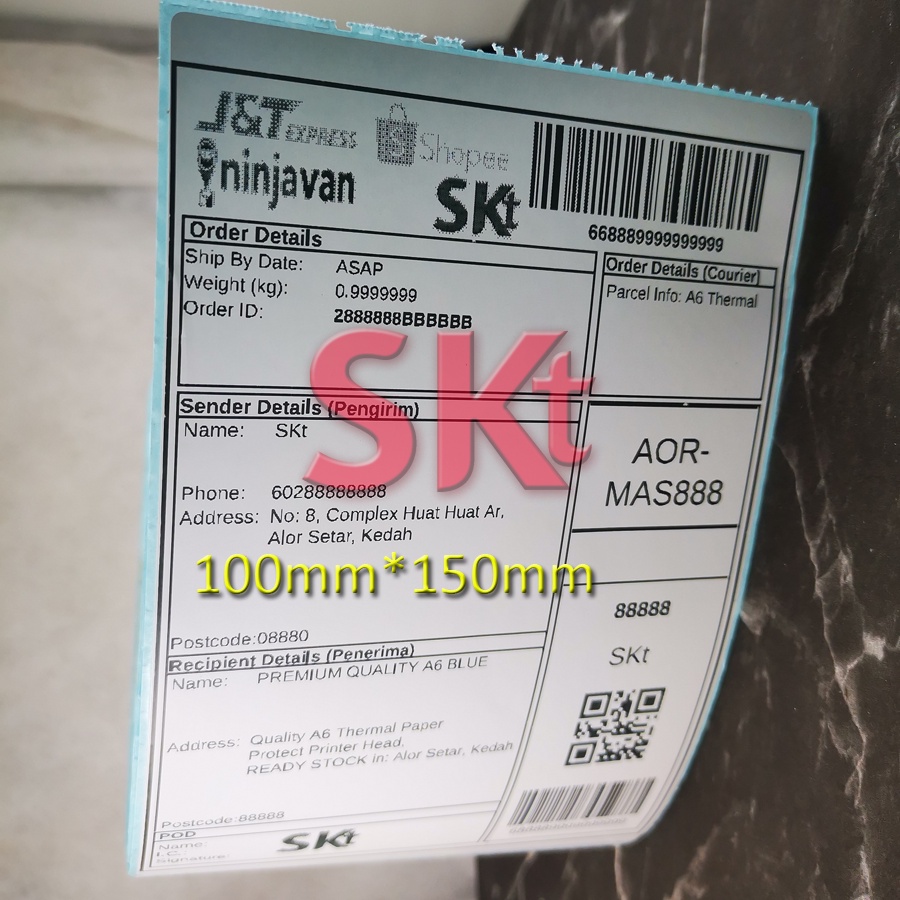 J&T EXPRESS
Shopee
ninjavan
SKt
668889999999999
Order Details
Ship By Date: ASAP
Weight (kg): 0.9999999
Order ID: 2888888BBBBBB
Order Details (Courier)
Parcel Info: A6 Thermal
SKt
Sender Details (Pengirim)
Name: SKt
Phone: 60288888888
Address: No: 8, Complex Huat Huat Ar,
Alor Setar, Kedah
AOR-
MAS888
100mm*150mm
88888
SKt
Postcode:08880
Recipient Details (Penerima)
Name: PREMIUM QUALITY A6 BLUE
Address: Quality A6 Thermal Paper
Protect Printer Head,
READY STOCK in: Alor Setar, Kedah
Postcode:88888
POD
Name:
I.C.:
Signature:
SKt